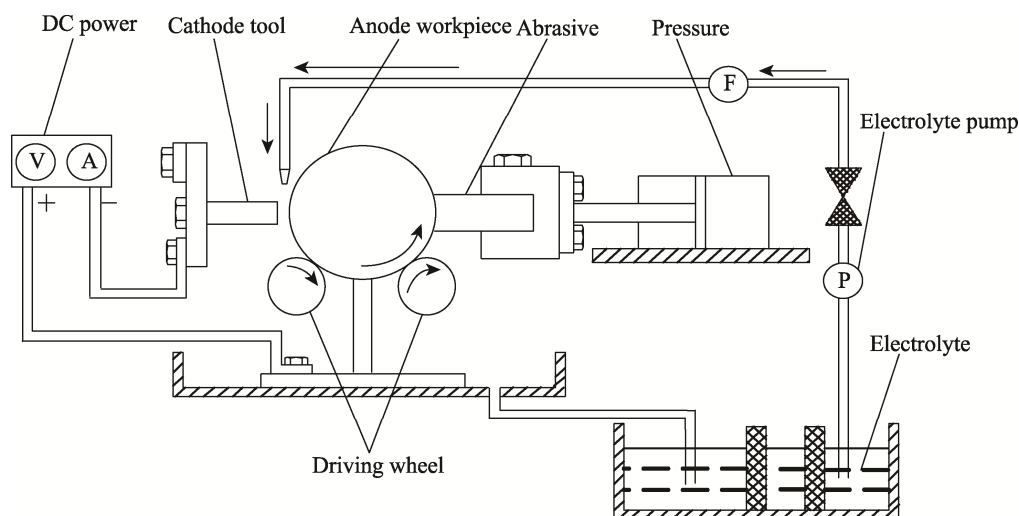 DC power
Cathode tool
Anode workpiece
Abrasive
Pressure
F
Electrolyte pump
V
A
+
−
P
Electrolyte
Driving wheel